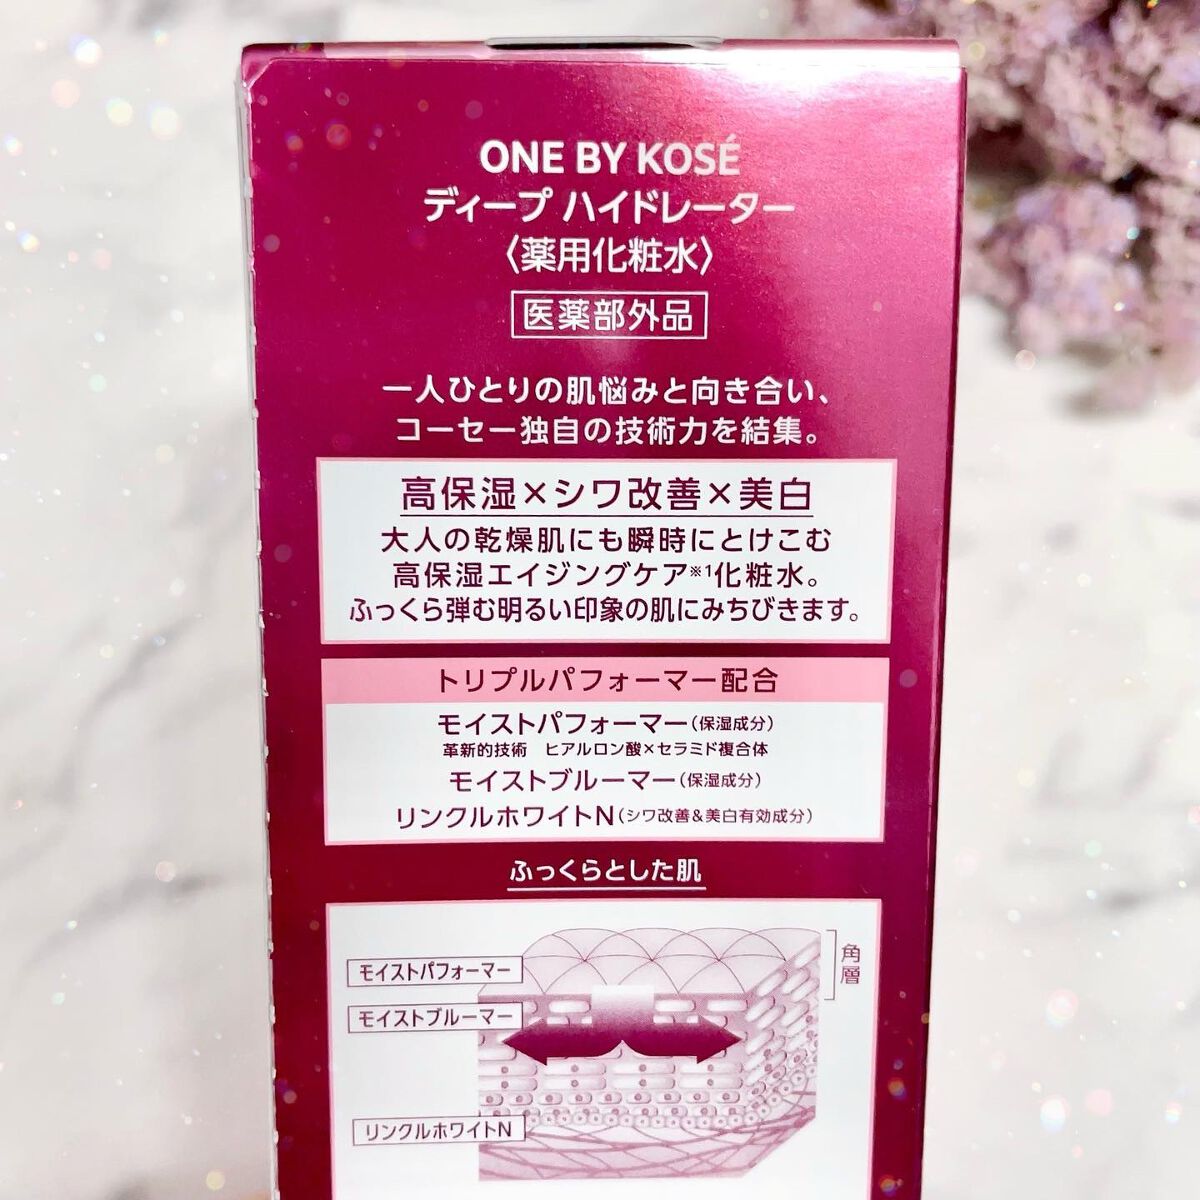 ONE BY KOSÉ
ディープ ハイドレーター
〈薬用化粧水〉
医薬部外品
一人ひとりの肌悩みと向き合い、
コーセー独自の技術力を結集。
高保湿×シワ改善×美白
大人の乾燥肌にも瞬時にとけこむ
高保湿エイジングケア※1化粧水。
ふっくら弾む明るい印象の肌にみちびきます。
トリプルパフォーマー配合
モイストパフォーマー(保湿成分)
革新的技術 ヒアルロン酸×セラミド複合体
モイストブルーマー(保湿成分)
リンクルホワイトN(シワ改善&美白有効成分)
ふっくらとした肌
モイストパフォーマー
角層
モイストブルーマー
リンクルホワイトN